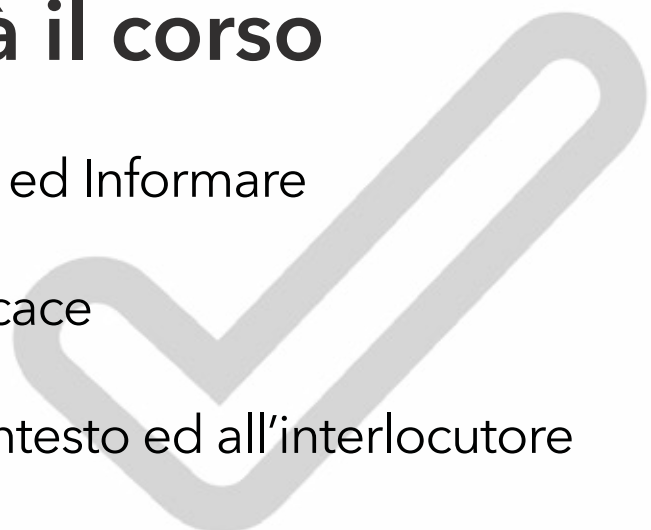 à il corso
ed Informare
cace
ntesto ed all’interlocutore